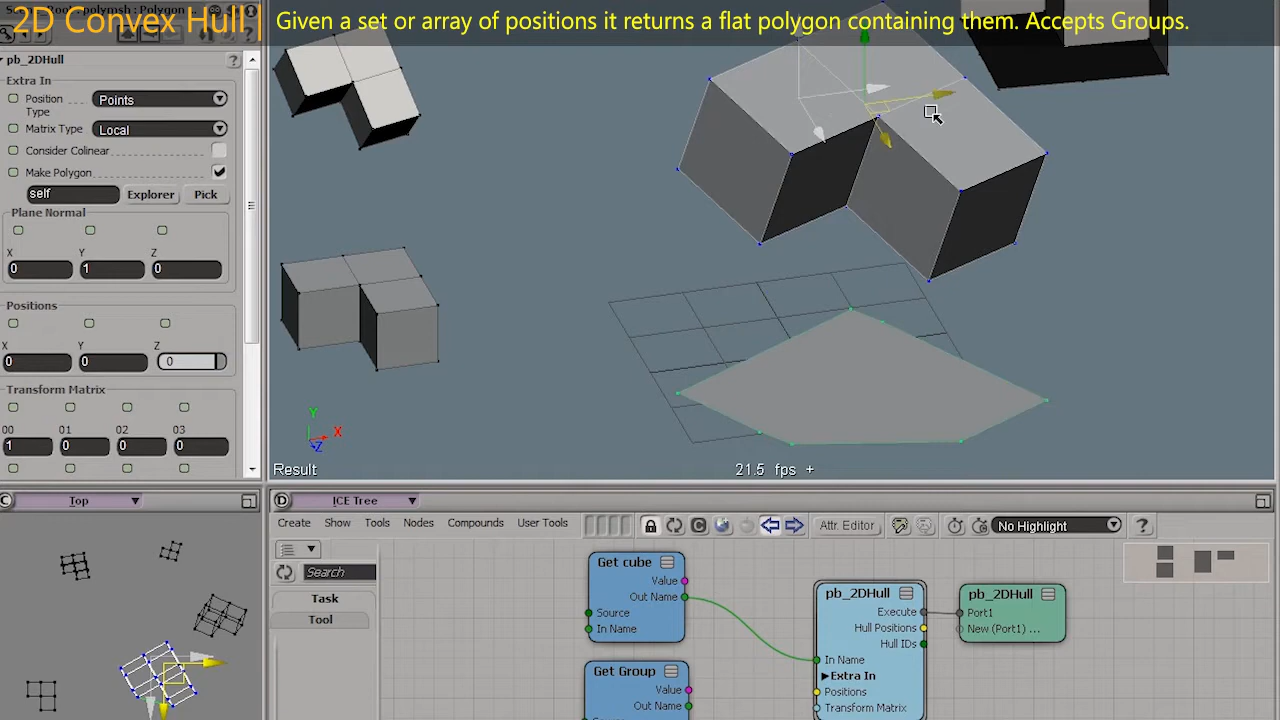 2D Convex Hull
Given a set or array of positions it returns a flat polygon containing them. Accepts Groups.
pb_2DHull
?
Extra In
Position Type
Points
Matrix Type
Local
Consider Colinear
Make Polygon
self
Explorer
Pick
Plane Normal
X
Y
Z
0
1
0
Positions
X
Y
Z
0
0
0
Transform Matrix
00
01
02
03
1
0
0
0
Y
X
Z
Result
21.5 fps +
C
Top
D
ICE Tree
Create
Show
Tools
Nodes
Compounds
User Tools
C
Attr. Editor
No Highlight
?
Search
Task
Tool
Get cube
Value
Out Name
Source
In Name
Get Group
Value
Out Name
pb_2DHull
Execute
Hull Positions
Hull IDs
In Name
Extra In
Positions
Transform Matrix
pb_2DHull
Port1
New (Port1) ...